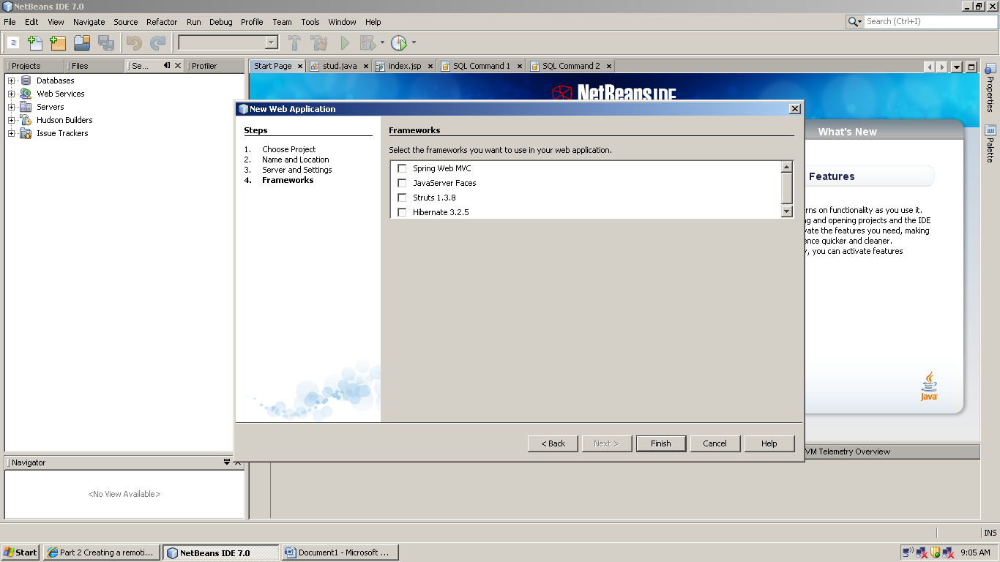 NetBeans IDE 7.0
File Edit View Navigate Source Refactor Run Debug Profile Team Tools Window Help
Search (Ctrl+I)
Projects Files Se... Profiler
Start Page stud.java index.jsp SQL Command 1 SQL Command 2
Databases
Web Services
Servers
Hudson Builders
Issue Trackers
NetBeans IDE
New Web Application
Steps
1. Choose Project
2. Name and Location
3. Server and Settings
4. Frameworks
Frameworks
Select the frameworks you want to use in your web application.
Spring Web MVC
JavaServer Faces
Struts 1.3.8
Hibernate 3.2.5
< Back Next > Finish Cancel Help
What's New
Features
rns on functionality as you use it.
g and opening projects and the IDE
vate the features you need, making
ence quicker and cleaner.
, you can activate features
Java
Properties
Palette
VM Telemetry Overview
Navigator
<No View Available>
INS
Start Part 2 Creating a remoti... NetBeans IDE 7.0 Document1 - Microsoft ... 9:05 AM